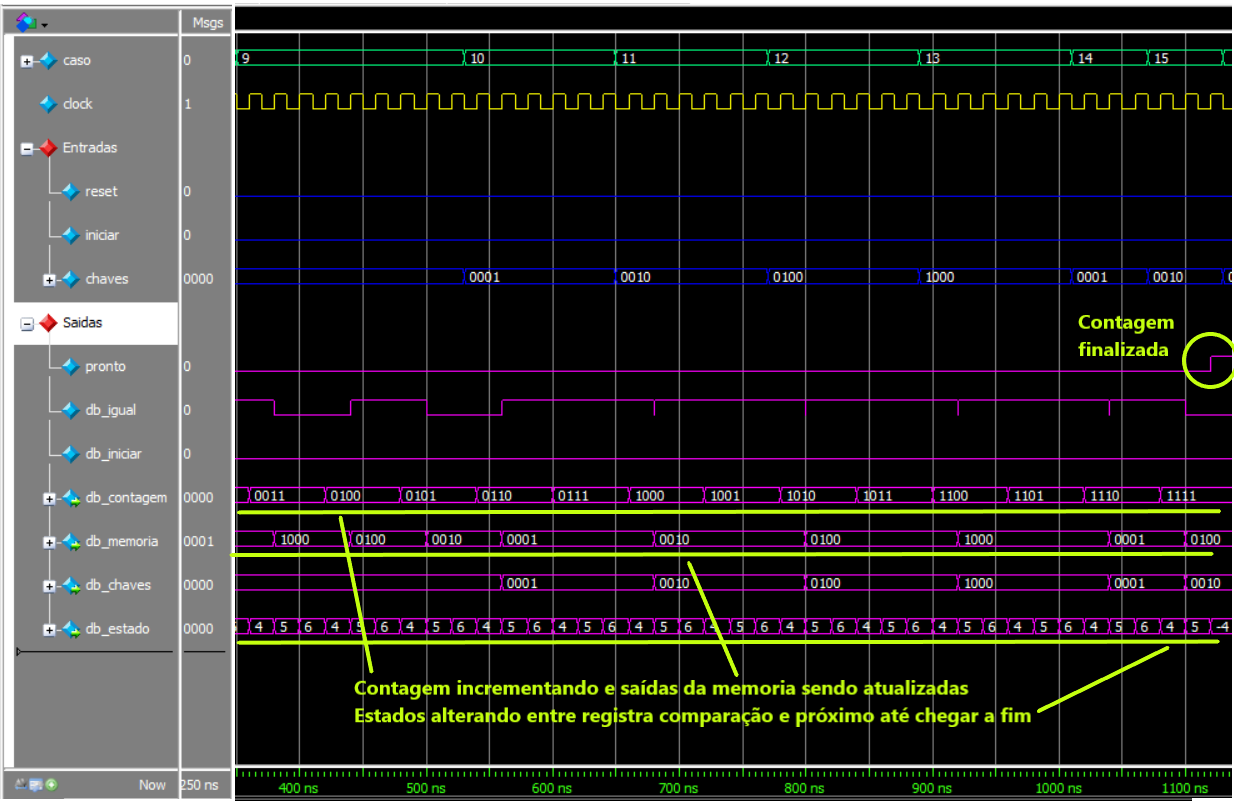 Msgs
caso 0 9 10 11 12 13 14 15
clock 1
Entradas
reset 0
iniciar 0
chaves 0000 0001 0010 0100 1000 0001 0010
Saidas
Contagem
finalizada
pronto 0
db_igual 0
db_iniciar 0
db_contagem 0000 0011 0100 0101 0110 0111 1000 1001 1010 1011 1100 1101 1110 1111
db_memoria 0001 1000 0100 0010 0001 0010 0100 1000 0001 0100
db_chaves 0000 0001 0010 0100 1000 0001 0010
db_estado 0000 4 5 6 4 5 6 4 5 6 4 5 6 4 5 6 4 5 6 4 5 6 4 5 6 4 5 6 4 5 6 4 5 6 4 5 6 4 5 -4
Contagem incrementando e saídas da memoria sendo atualizadas
Estados alterando entre registra comparação e próximo até chegar a fim
Now 250 ns 400 ns 500 ns 600 ns 700 ns 800 ns 900 ns 1000 ns 1100 ns